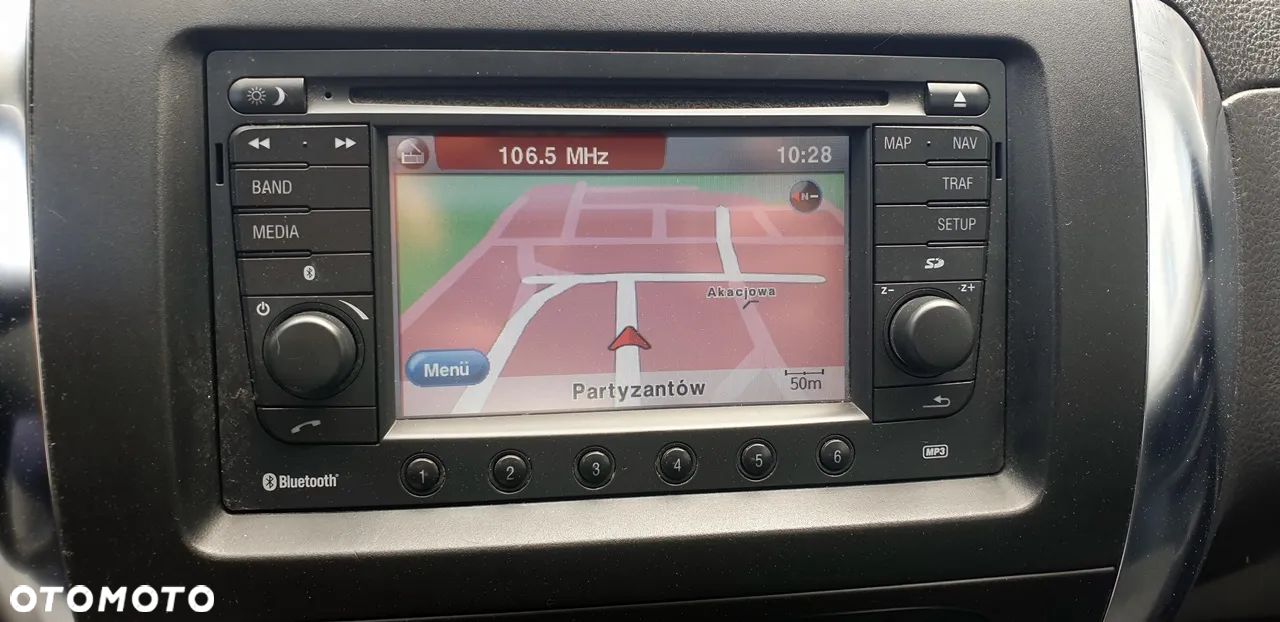 106.5 MHz
10:28
MAP · NAV
BAND
TRAF
MEDIA
SETUP
N
SD
z- z+
Akacjowa
Menü
Partyzantów
50m
1 2 3 4 5 6
MP3
Bluetooth®
OTOMOTO